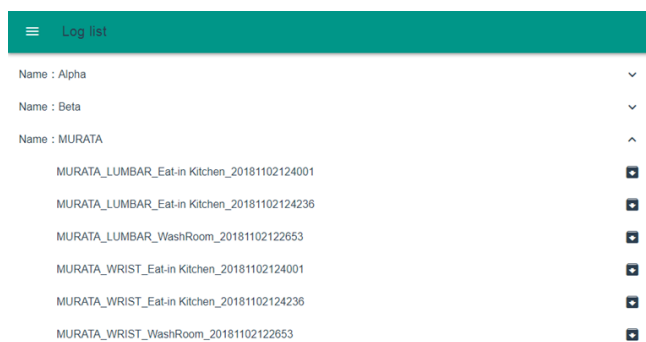 Log list
Name : Alpha
Name : Beta
Name : MURATA
MURATA_LUMBAR_Eat-in Kitchen_20181102124001
MURATA_LUMBAR_Eat-in Kitchen_20181102124236
MURATA_LUMBAR_WashRoom_20181102122653
MURATA_WRIST_Eat-in Kitchen_20181102124001
MURATA_WRIST_Eat-in Kitchen_20181102124236
MURATA_WRIST_WashRoom_20181102122653